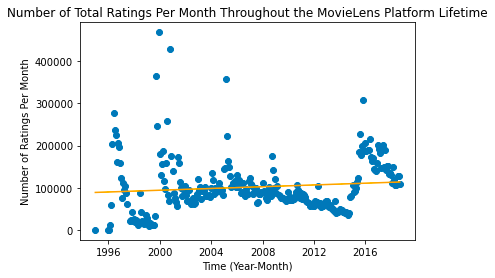 Number of Total Ratings Per Month Throughout the MovieLens Platform Lifetime
Number of Ratings Per Month
400000
300000
200000
100000
0
1996 2000 2004 2008 2012 2016
Time (Year-Month)